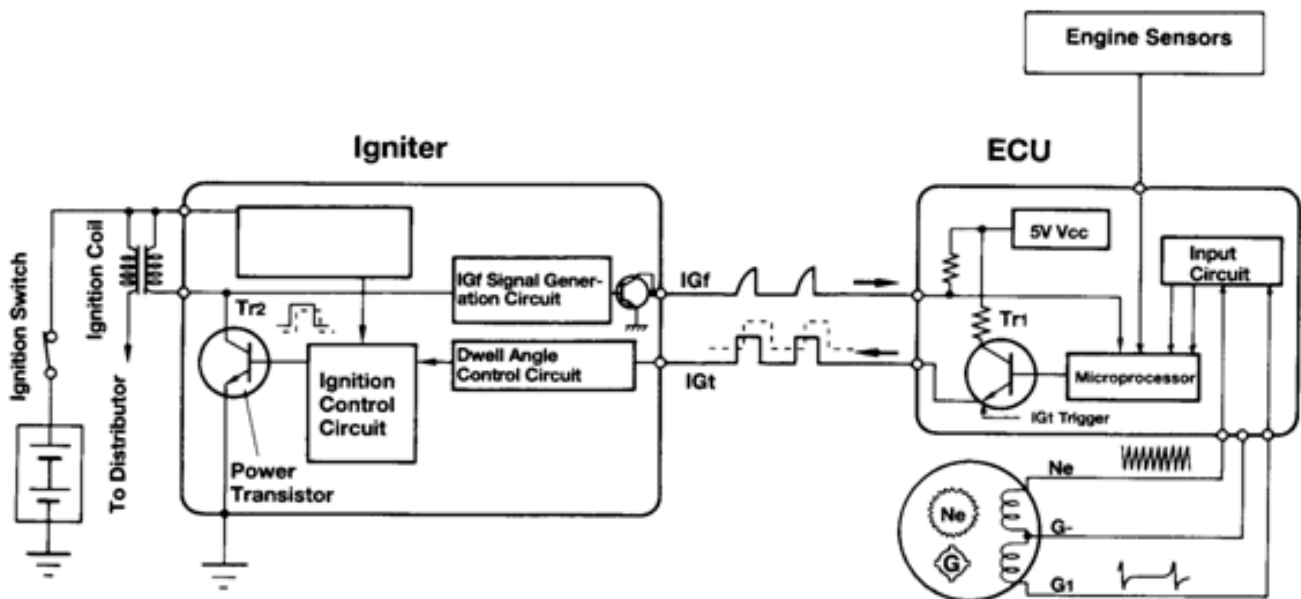 Engine Sensors
Igniter
ECU
Ignition Switch
Ignition Coil
To Distributor
5V Vcc
Input
Circuit
IGf Signal Gener-
ation Circuit
IGf
Tr2
Tr1
Dwell Angle
Control Circuit
IGt
Ignition
Control
Circuit
Microprocessor
IGt Trigger
Power
Transistor
Ne
Ne
G-
G
G1